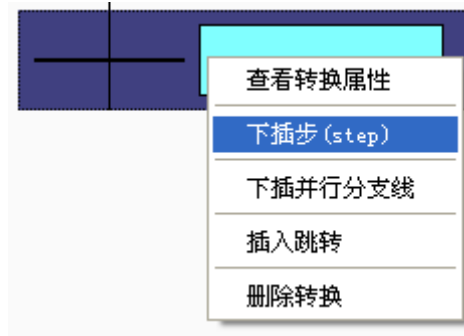 查看转换属性
下插步(step)
下插并行分支线
插入跳转
删除转换